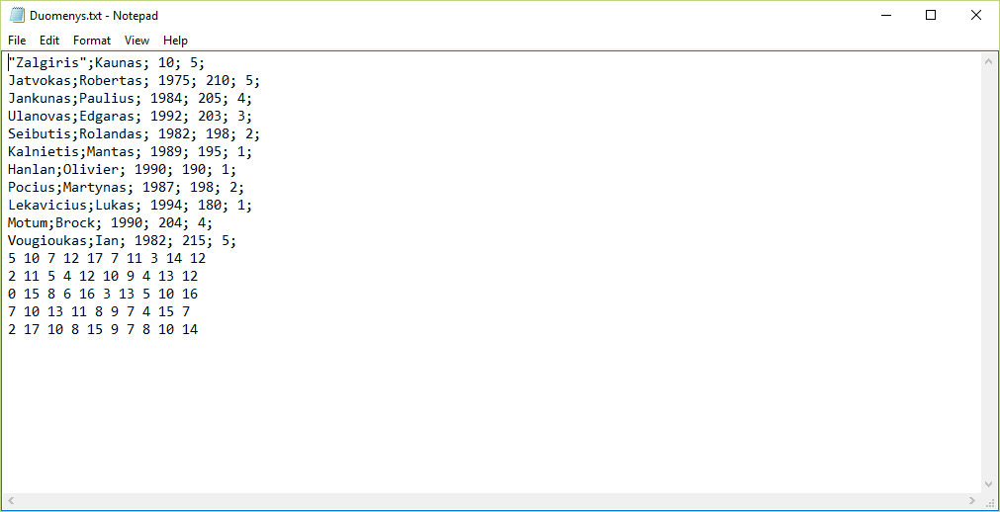 Duomenys.txt - Notepad
File Edit Format View Help
"Zalgiris";Kaunas; 10; 5;
Jatvokas;Robertas; 1975; 210; 5;
Jankunas;Paulius; 1984; 205; 4;
Ulanovas;Edgaras; 1992; 203; 3;
Seibutis;Rolandas; 1982; 198; 2;
Kalnietis;Mantas; 1989; 195; 1;
Hanlan;Olivier; 1990; 190; 1;
Pocius;Martynas; 1987; 198; 2;
Lekavicius;Lukas; 1994; 180; 1;
Motum;Brock; 1990; 204; 4;
Vougioukas;Ian; 1982; 215; 5;
5 10 7 12 17 7 11 3 14 12
2 11 5 4 12 10 9 4 13 12
0 15 8 6 16 3 13 5 10 16
7 10 13 11 8 9 7 4 15 7
2 17 10 8 15 9 7 8 10 14